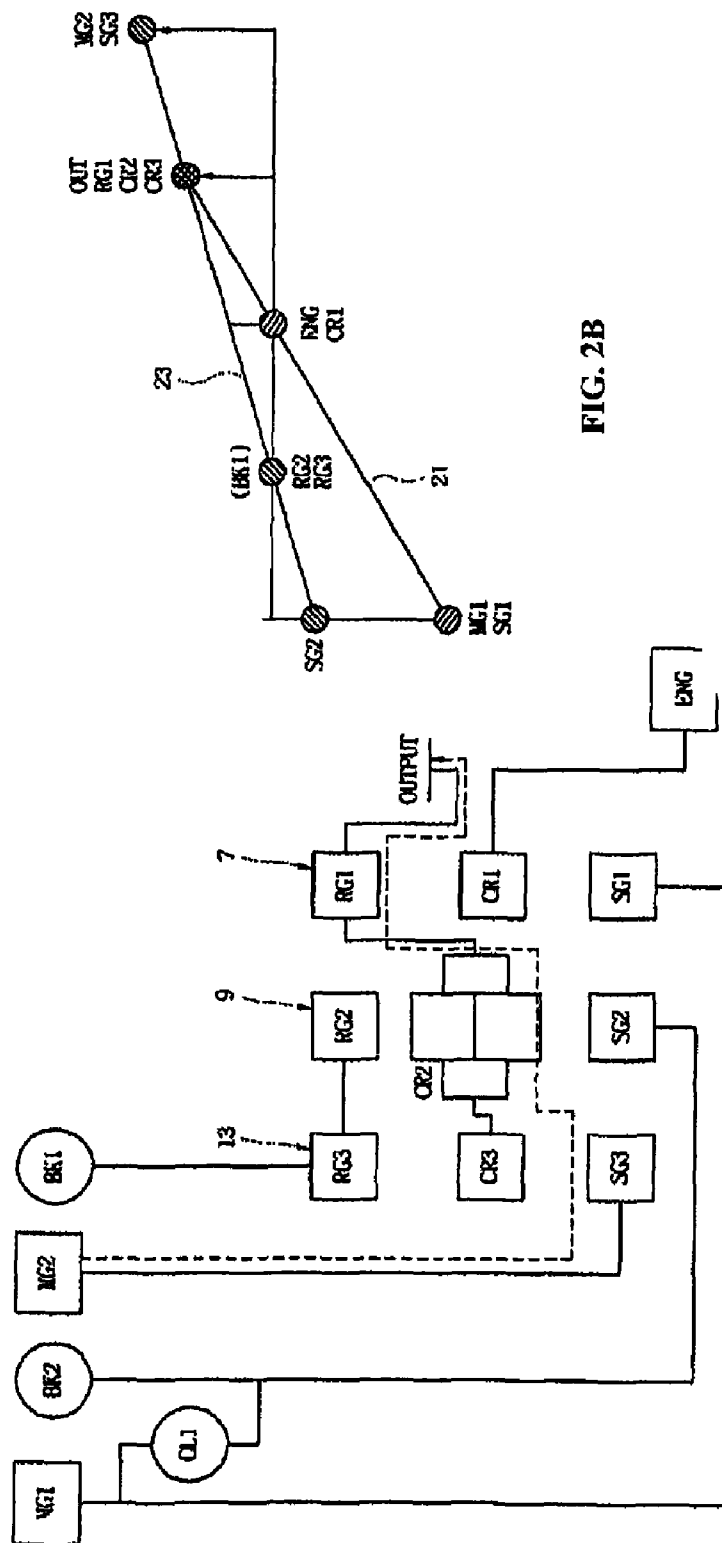 MG1
BK2
MG2
BK1
CL1
13
9
7
RG3
RG2
RG1
OUTPUT
CR2
CR3
CR1
SG3
SG2
SG1
ENG
MG2
SG3
OUT
RG1
CR2
CR3
23
(BK1)
ENG
CR1
RG2
RG3
SG2
21
MG1
SG1
FIG. 2B